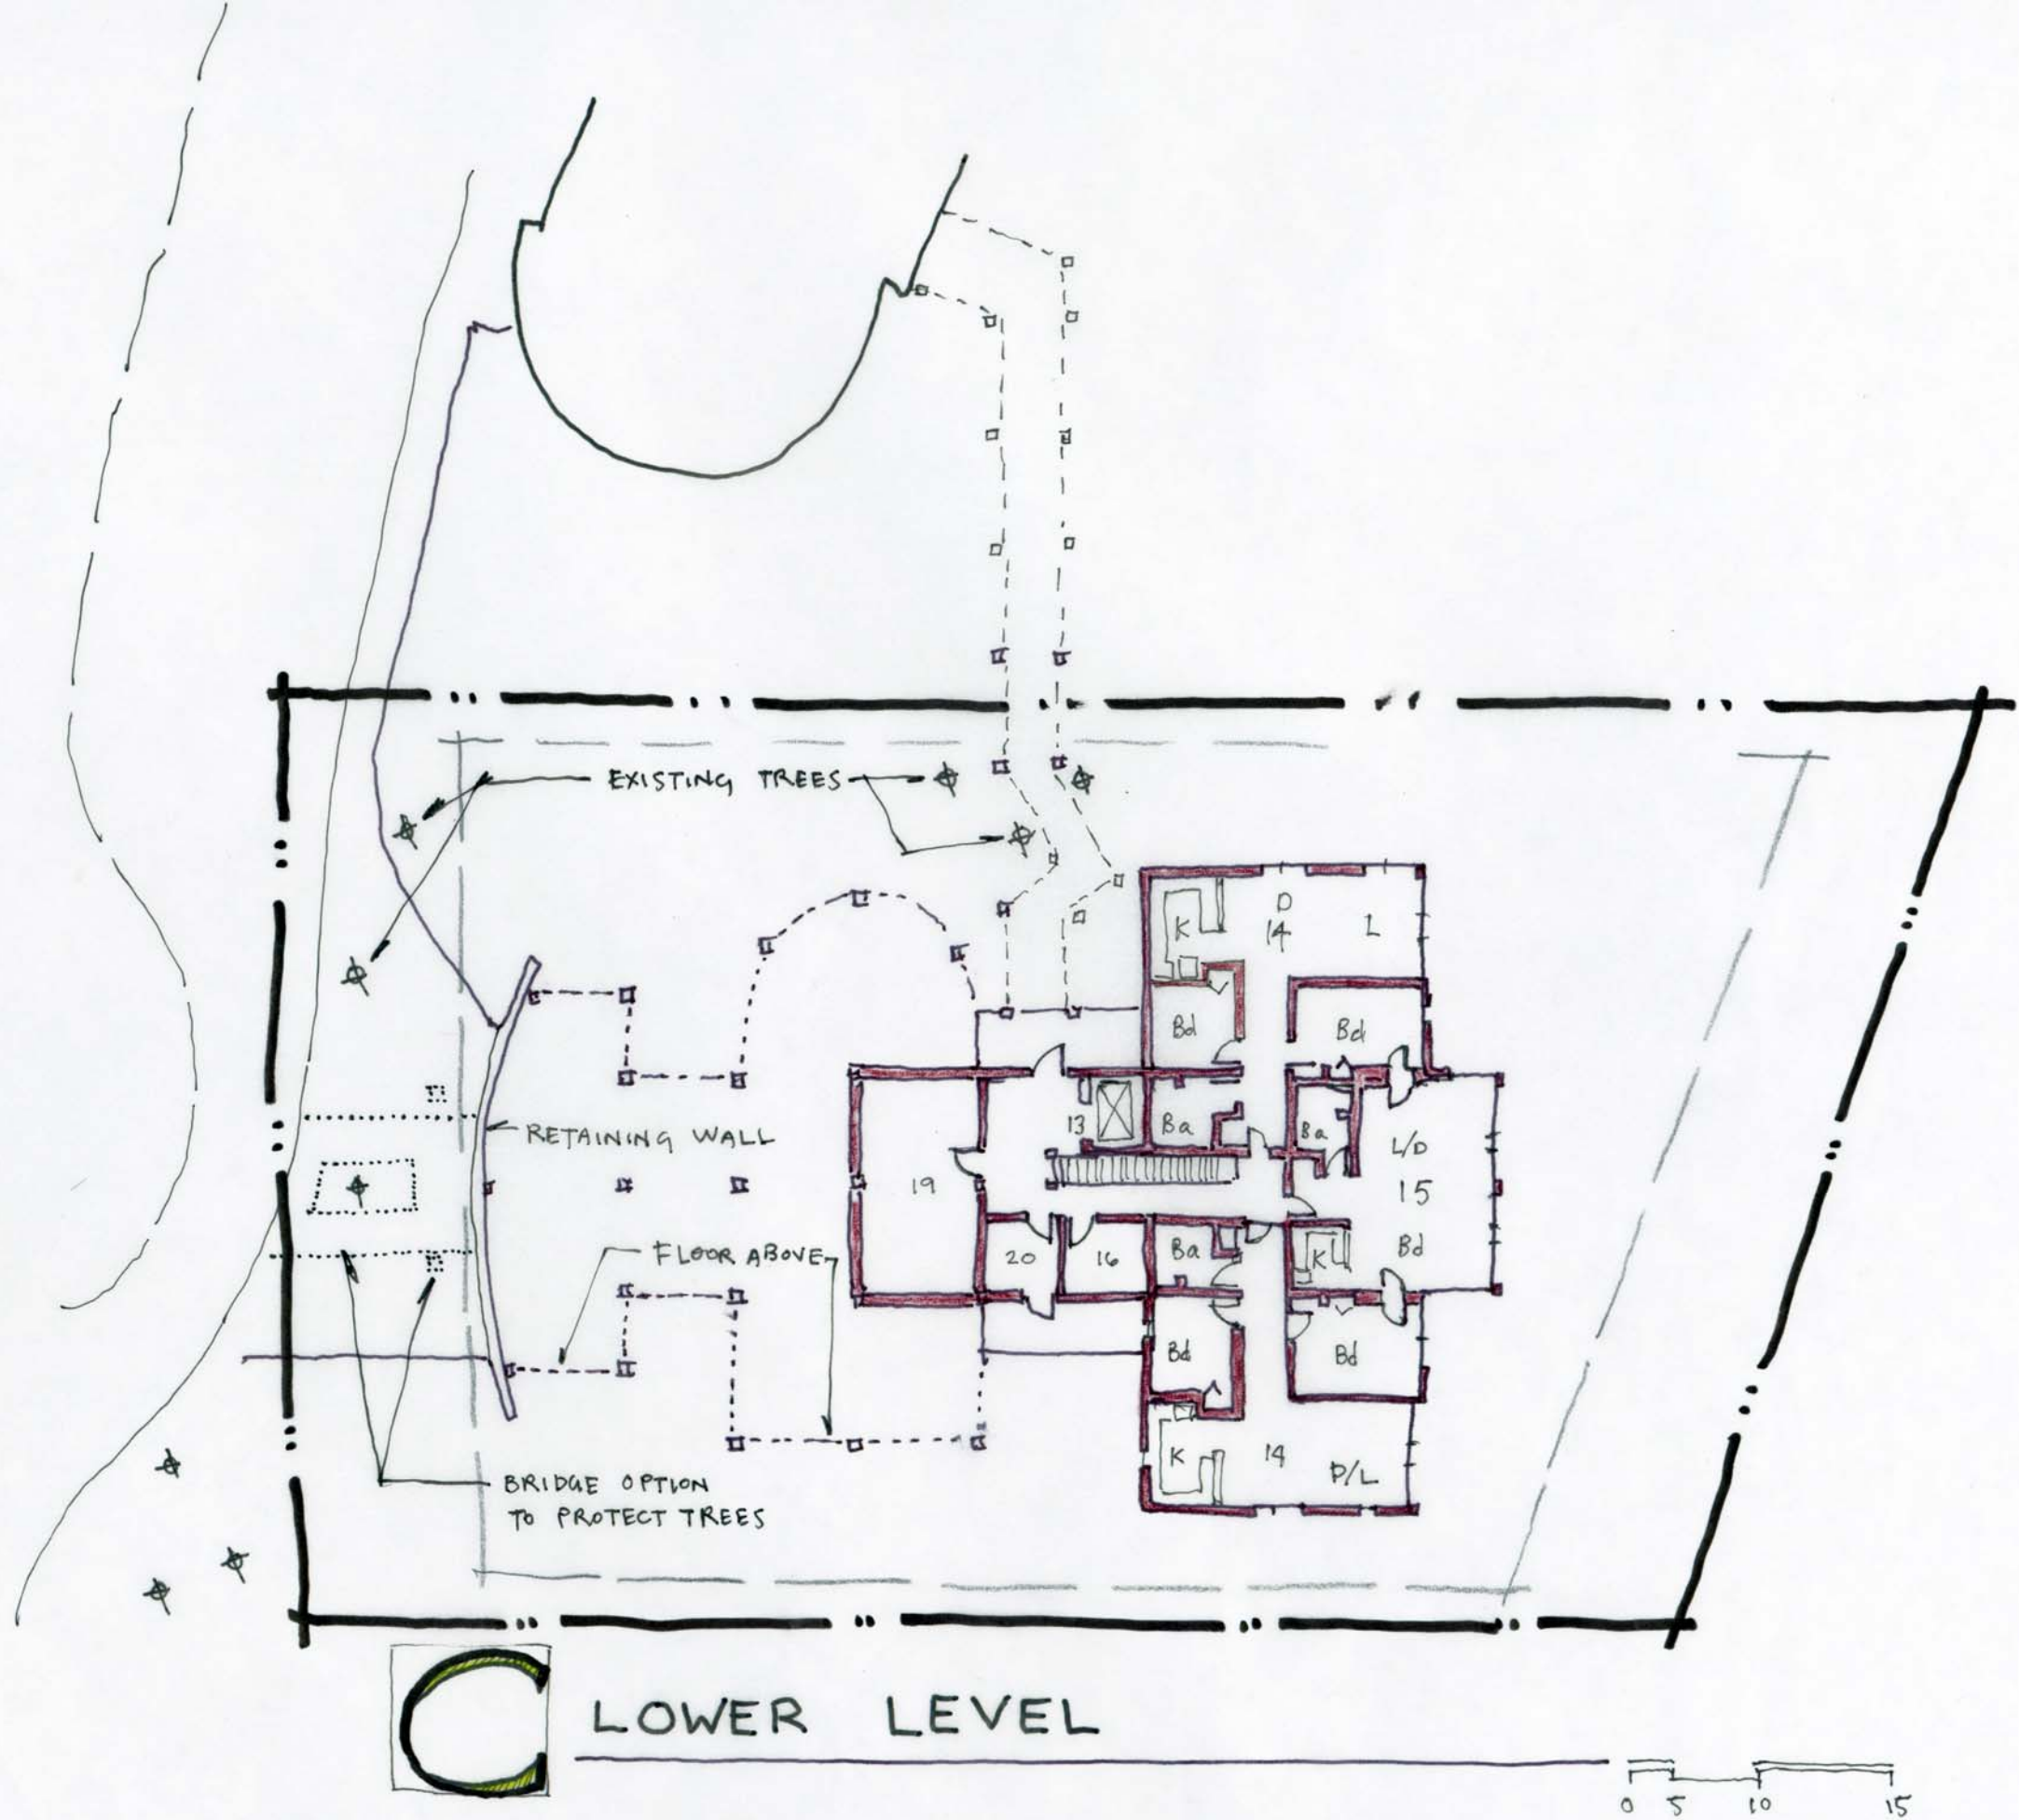 EXISTING TREES
K
D
14
L
Bd
Bd
RETAINING WALL
13
Ba
Ba
L/D
19
15
FLOOR ABOVE
20
16
Ba
K
Bd
Bd
Bd
K
14
D/L
BRIDGE OPTION
TO PROTECT TREES
C LOWER LEVEL
0 5 10 15